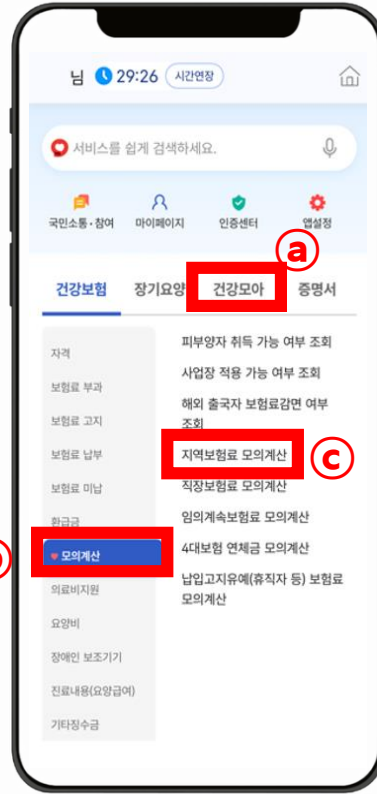 님 29:26 시간연장
서비스를 쉽게 검색하세요.
국민소통·참여 마이페이지 인증센터 앱설정
ⓐ
건강보험 장기요양 건강모아 증명서
자격
보험료 부과
보험료 고지
보험료 납부
보험료 미납
환급금
모의계산
의료비지원
요양비
장애인 보조기기
진료내용(요양급여)
기타징수금
피부양자 취득 가능 여부 조회
사업장 적용 가능 여부 조회
해외 출국자 보험료감면 여부
조회
지역보험료 모의계산 ⓒ
직장보험료 모의계산
임의계속보험료 모의계산
4대보험 연체금 모의계산
납입고지유예(휴직자 등) 보험료
모의계산